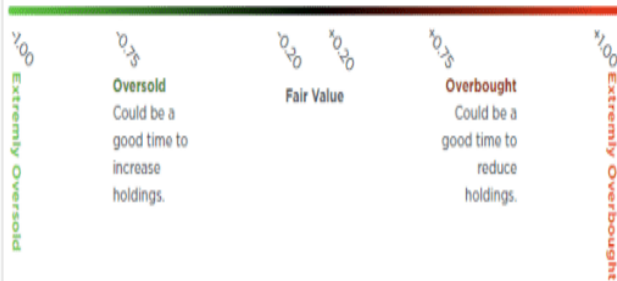 -1.00
-0.75
-0.20
+0.20
+0.75
+1.00
Extremly Oversold
Oversold
Could be a
good time to
increase
holdings.
Fair Value
Overbought
Could be a
good time to
reduce
holdings.
Extremly Overbought